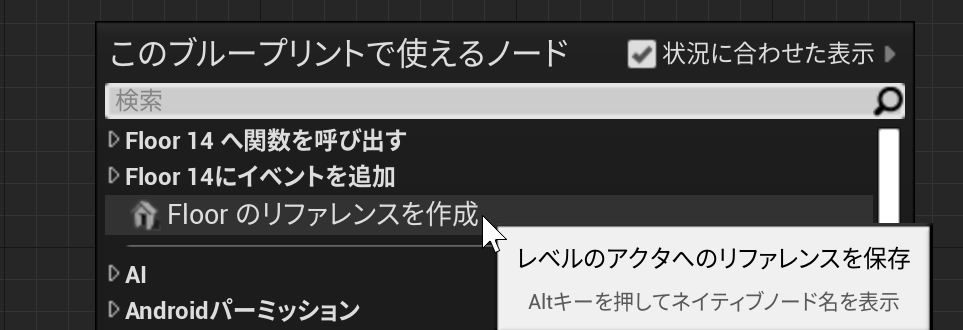 このブループリントで使えるノード
状況に合わせた表示
検索
Floor 14 へ関数を呼び出す
Floor 14にイベントを追加
Floor のリファレンスを作成
レベルのアクタへのリファレンスを保存
Altキーを押してネイティブノード名を表示
AI
Androidパーミッション